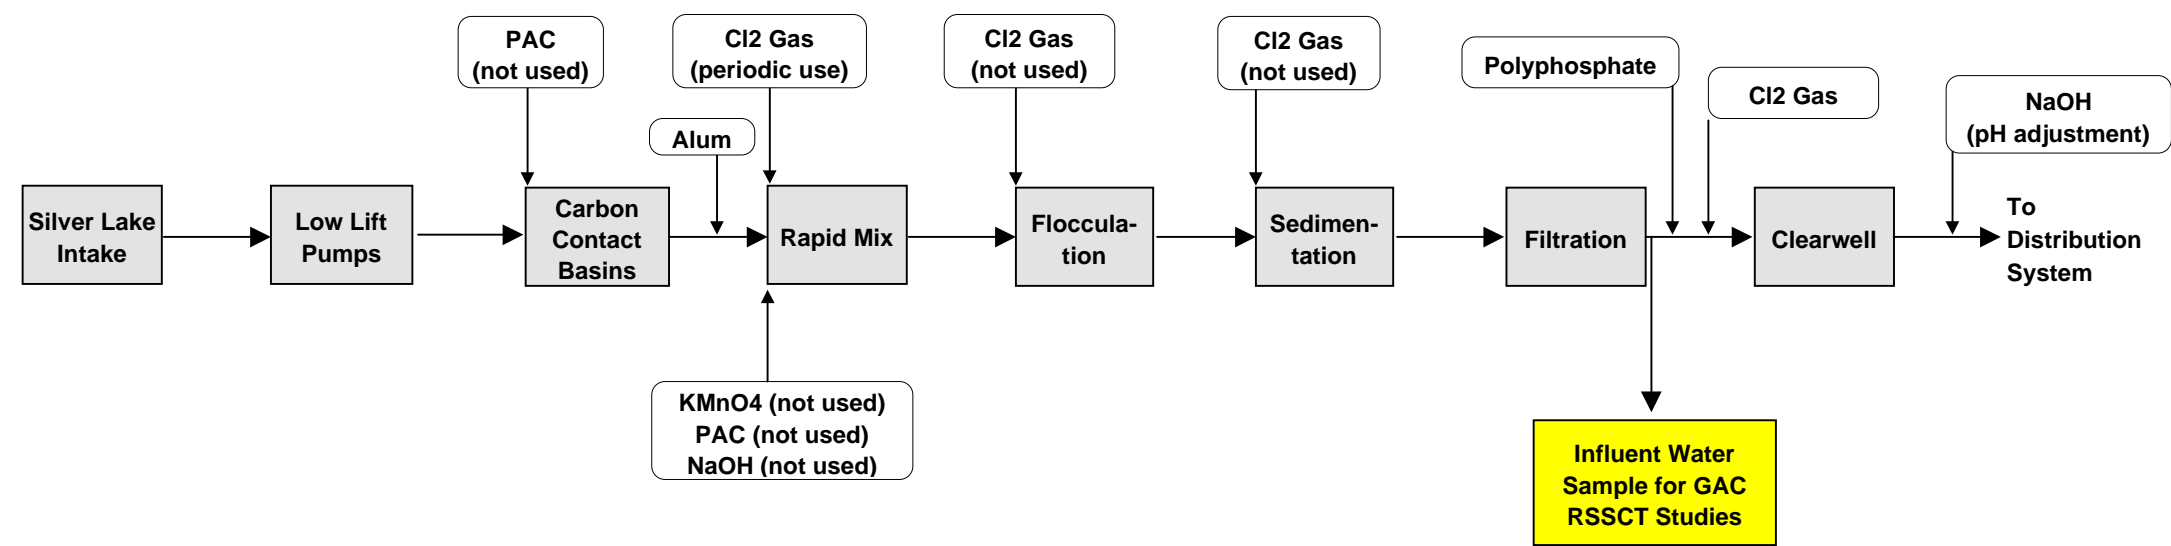 PAC
(not used)
Cl2 Gas
(periodic use)
Cl2 Gas
(not used)
Cl2 Gas
(not used)
Polyphosphate
Cl2 Gas
NaOH
(pH adjustment)
Alum
Silver Lake
Intake
Low Lift
Pumps
Carbon
Contact
Basins
Rapid Mix
Floccula-
tion
Sedimen-
tation
Filtration
Clearwell
To
Distribution
System
KMnO4 (not used)
PAC (not used)
NaOH (not used)
Influent Water
Sample for GAC
RSSCT Studies